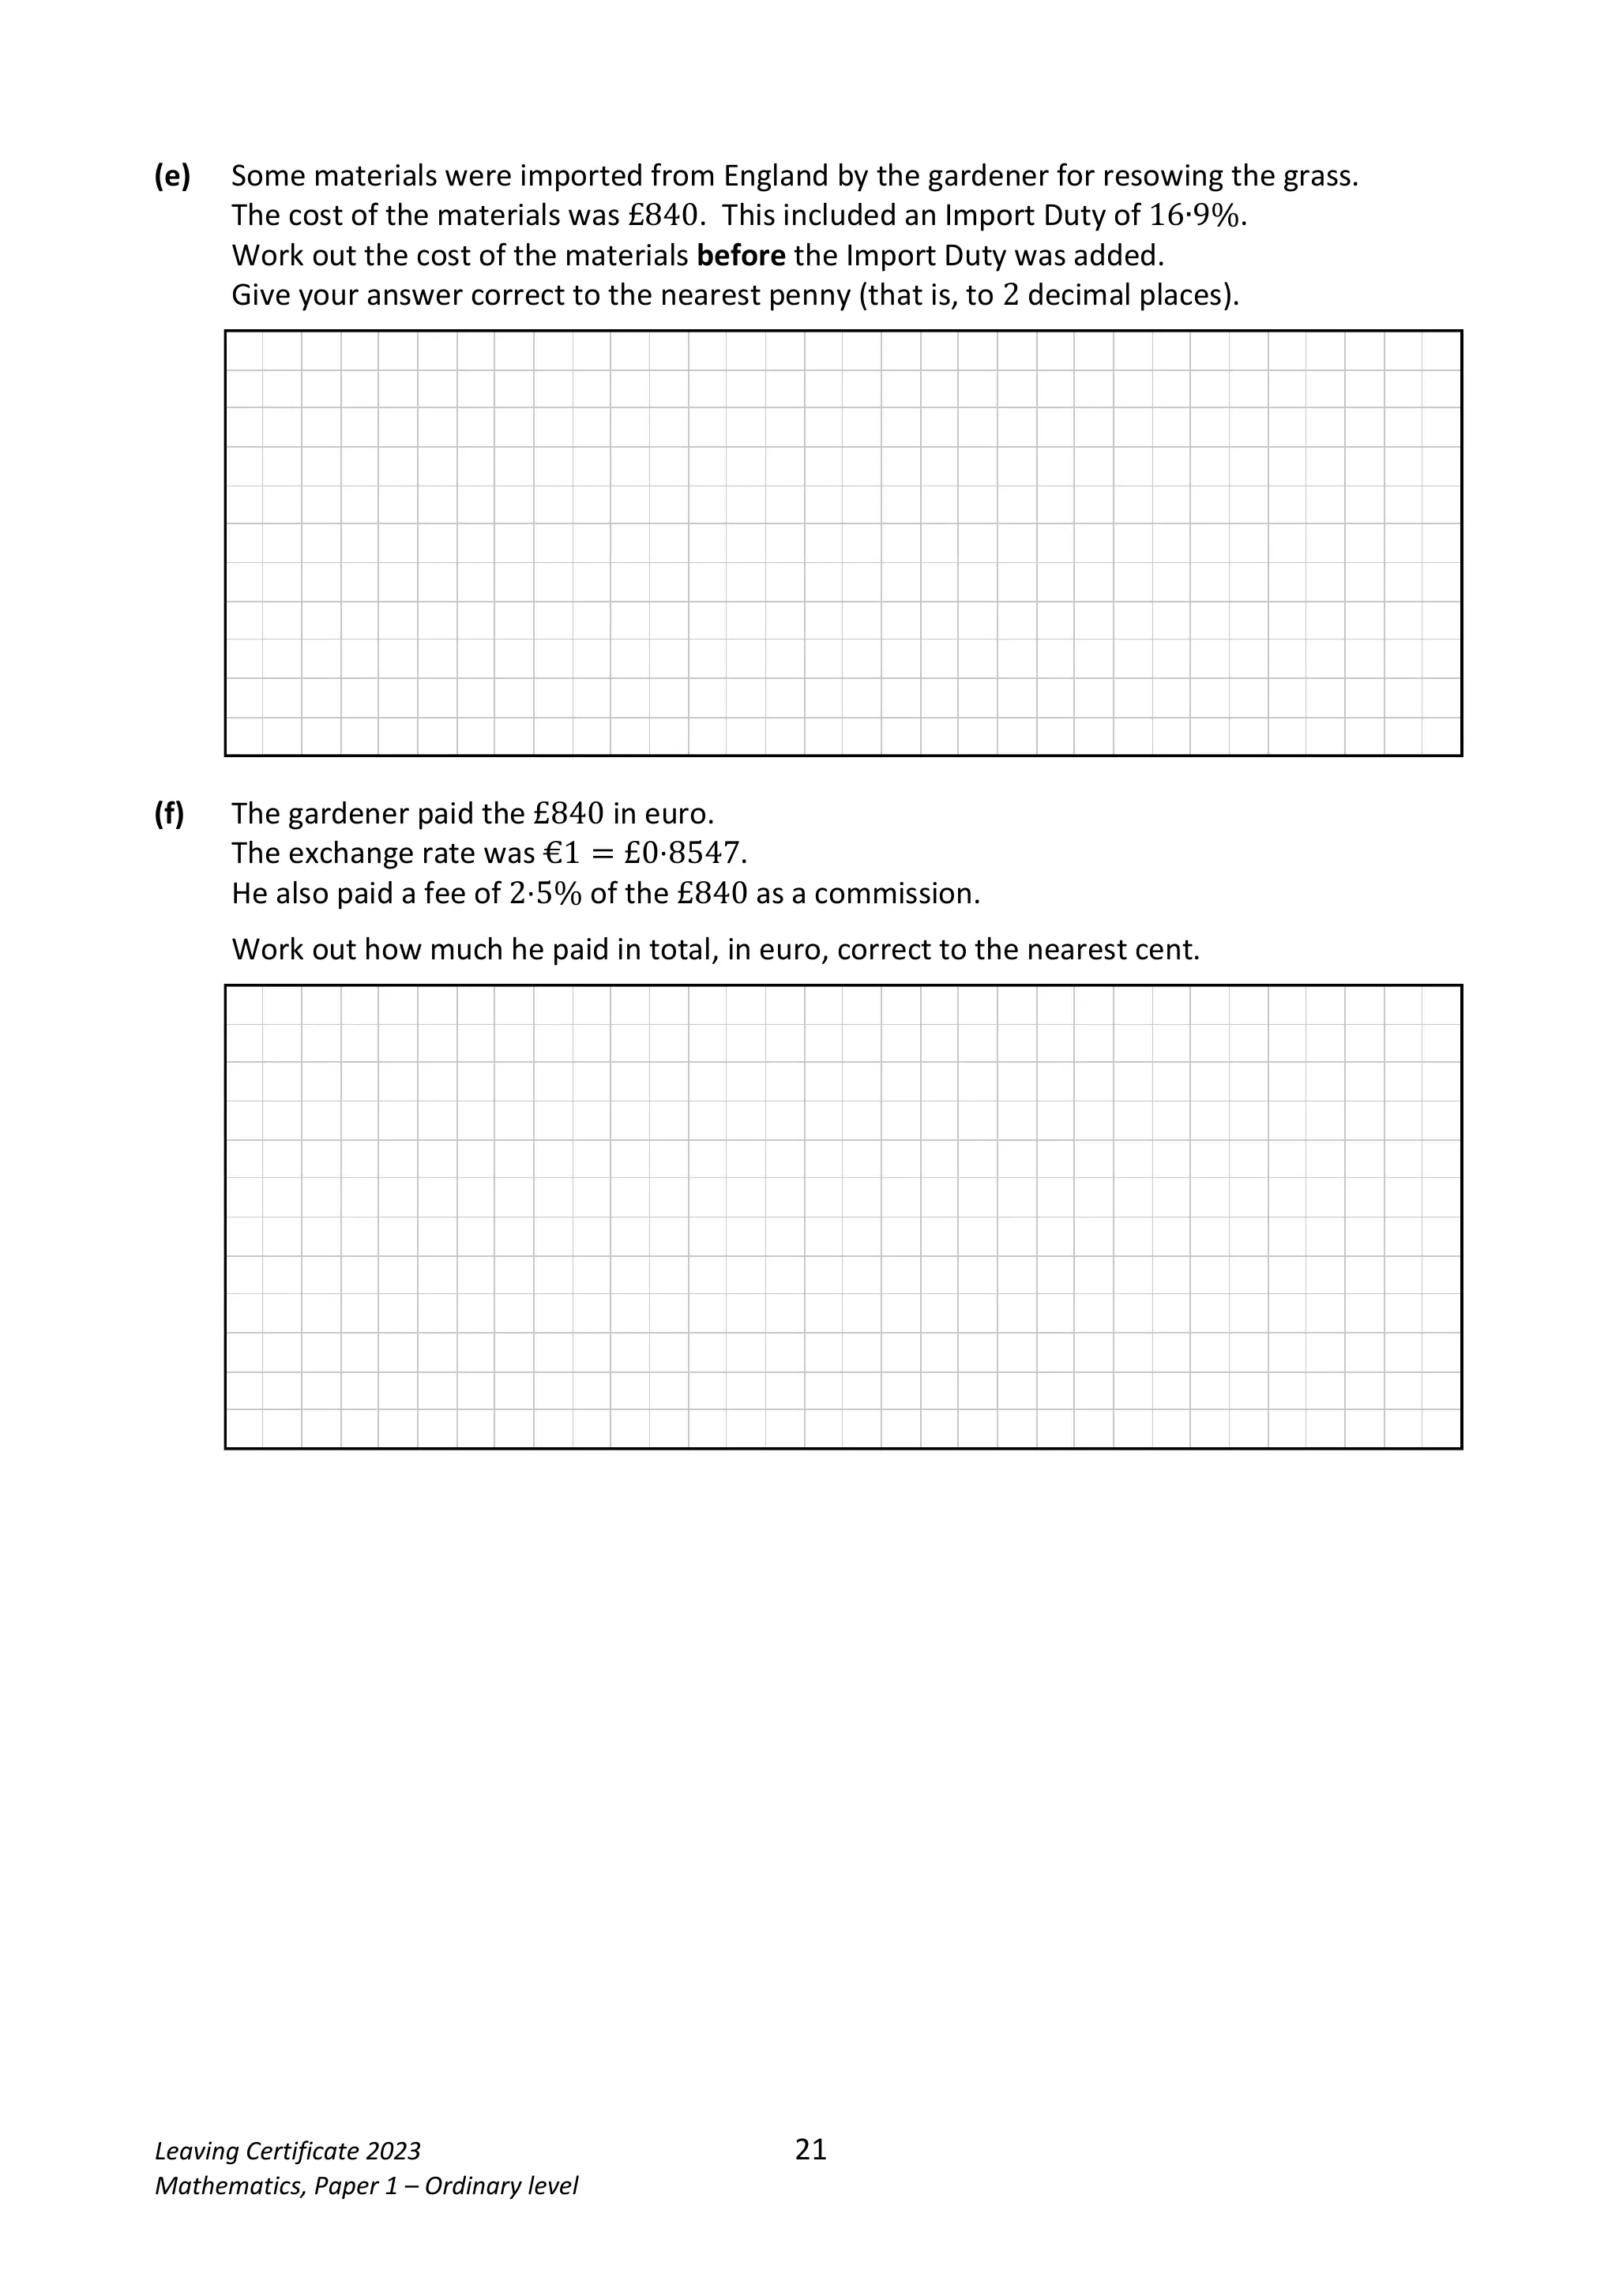 (e) Some materials were imported from England by the gardener for resowing the grass.
The cost of the materials was £840. This included an Import Duty of 16·9%.
Work out the cost of the materials before the Import Duty was added.
Give your answer correct to the nearest penny (that is, to 2 decimal places).
(f) The gardener paid the £840 in euro.
The exchange rate was €1 = £0·8547.
He also paid a fee of 2·5% of the £840 as a commission.
Work out how much he paid in total, in euro, correct to the nearest cent.
Leaving Certificate 2023
21
Mathematics, Paper 1 – Ordinary level